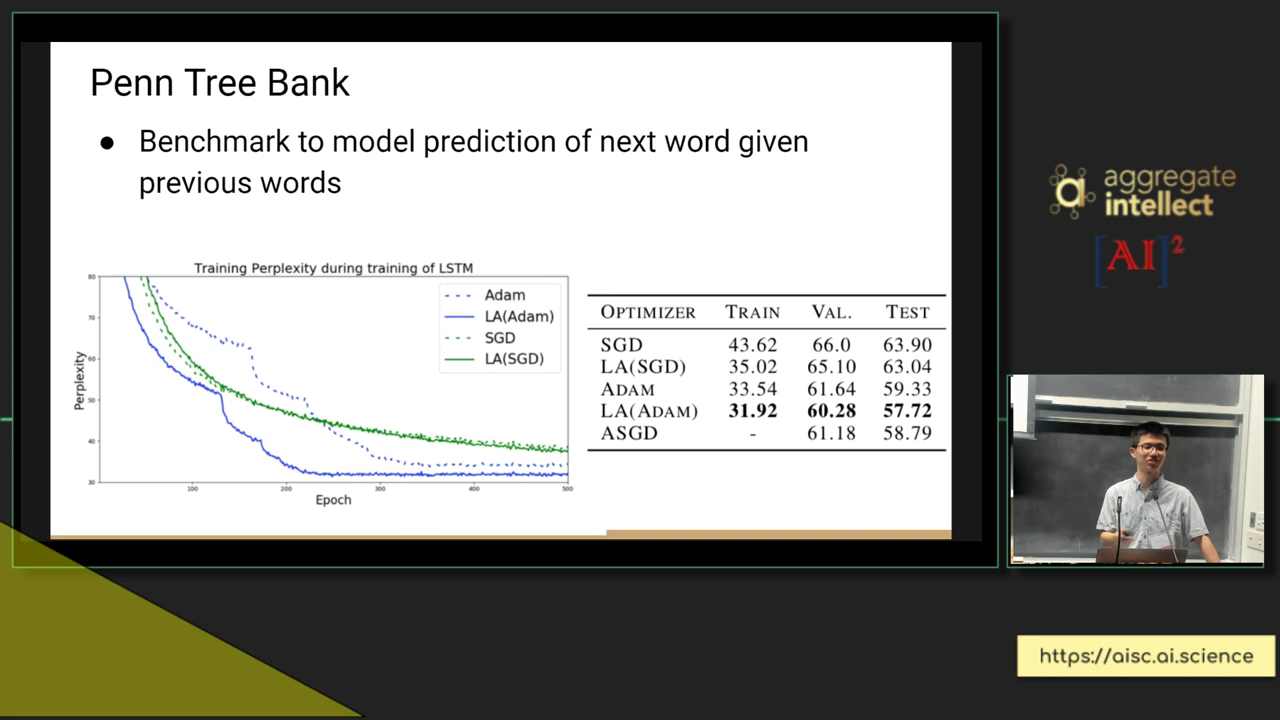 Penn Tree Bank
● Benchmark to model prediction of next word given
previous words
Training Perplexity during training of LSTM
80
70
60
50
40
30
Perplexity
100 200 300 400 500
Epoch
Adam
LA(Adam)
SGD
LA(SGD)
OPTIMIZER TRAIN VAL. TEST
SGD 43.62 66.0 63.90
LA(SGD) 35.02 65.10 63.04
ADAM 33.54 61.64 59.33
LA(ADAM) 31.92 60.28 57.72
ASGD - 61.18 58.79
aggregate
intellect
[AI]²
https://aisc.ai.science